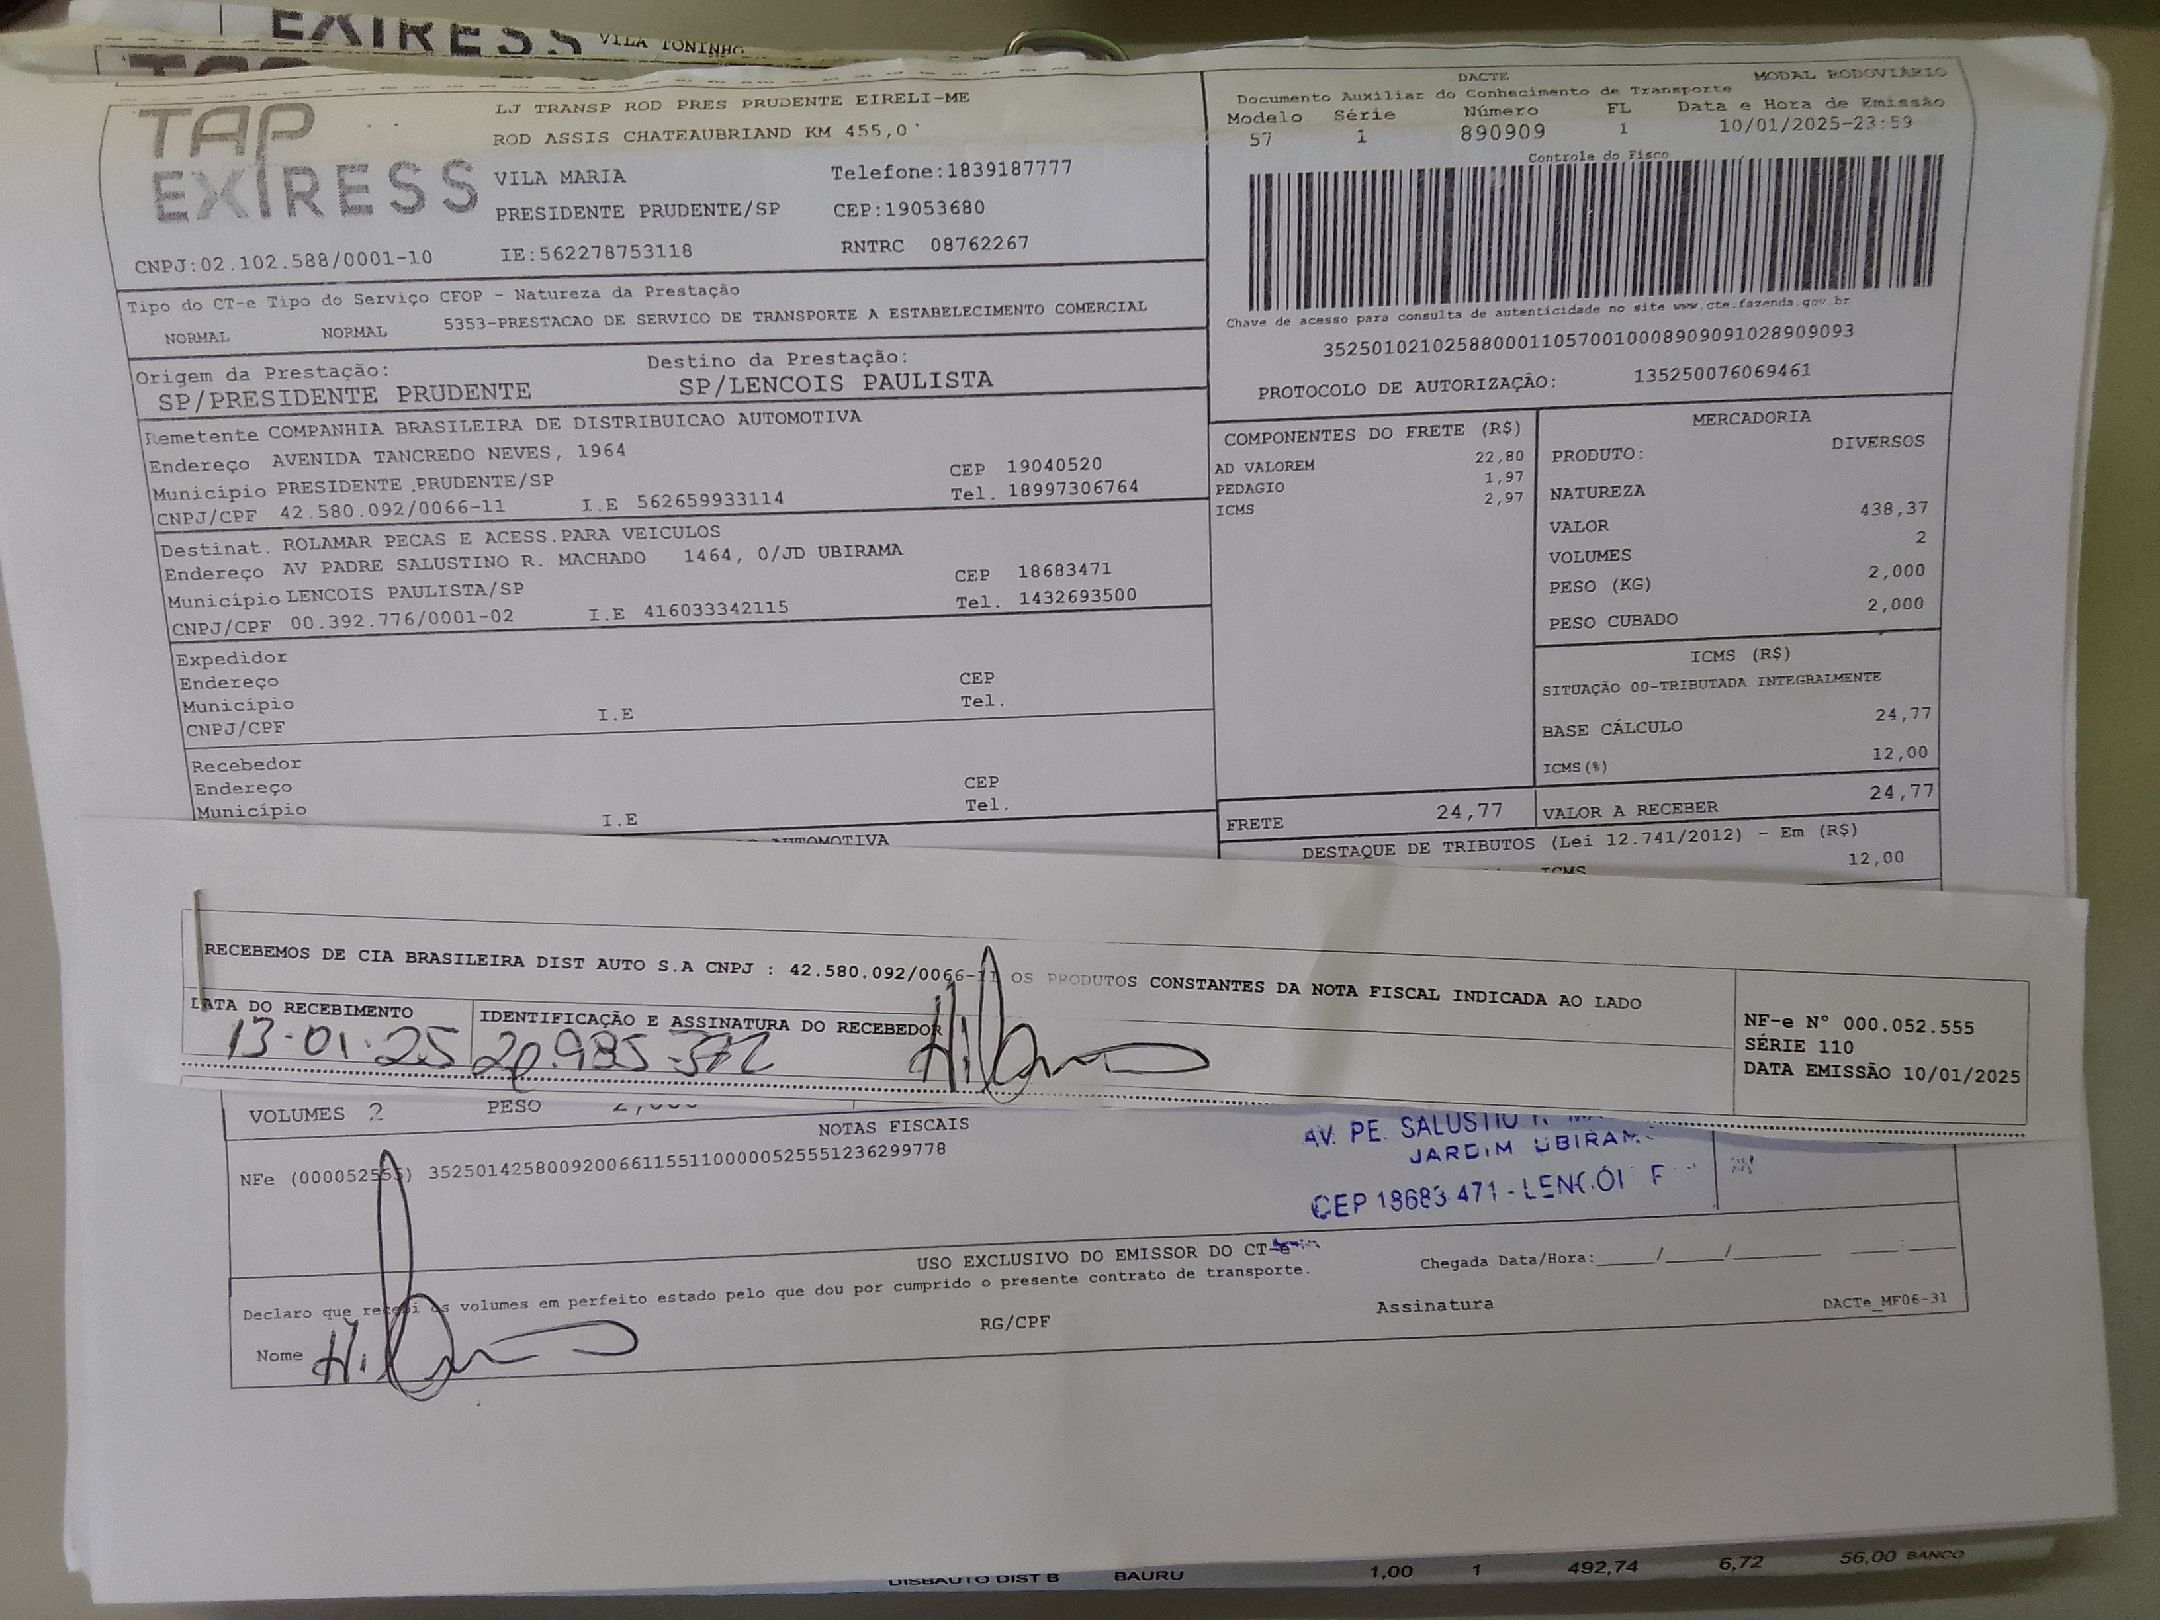 EXIRESS VILA TONINHO
TAP
EXIRESS
LJ TRANSP ROD PRES PRUDENTE EIRELI-ME
ROD ASSIS CHATEAUBRIAND KM 455,0
VILA MARIA Telefone:1839187777
PRESIDENTE PRUDENTE/SP CEP:19053680
CNPJ:02.102.588/0001-10 IE:562278753118 RNTRC 08762267
DACTE MODAL RODOVIÁRIO
Documento Auxiliar do Conhecimento de Transporte
Modelo Série Número FL Data e Hora de Emissão
57 1 890909 1 10/01/2025-23:59
Controle do Fisco
Chave de acesso para consulta de autenticidade no site www.cte.fazenda.gov.br
35250102102588000110570010008909091028909093
PROTOCOLO DE AUTORIZAÇÃO: 135250076069461
Tipo do CT-e Tipo do Serviço CFOP - Natureza da Prestação
NORMAL NORMAL 5353-PRESTACAO DE SERVICO DE TRANSPORTE A ESTABELECIMENTO COMERCIAL
Origem da Prestação: Destino da Prestação:
SP/PRESIDENTE PRUDENTE SP/LENCOIS PAULISTA
Remetente COMPANHIA BRASILEIRA DE DISTRIBUICAO AUTOMOTIVA
Endereço AVENIDA TANCREDO NEVES, 1964
Município PRESIDENTE PRUDENTE/SP CEP 19040520
CNPJ/CPF 42.580.092/0066-11 I.E 562659933114 Tel. 18997306764
Destinat. ROLAMAR PECAS E ACESS.PARA VEICULOS
Endereço AV PADRE SALUSTINO R. MACHADO 1464, 0/JD UBIRAMA
Município LENCOIS PAULISTA/SP CEP 18683471
CNPJ/CPF 00.392.776/0001-02 I.E 416033342115 Tel. 1432693500
Expedidor
Endereço
Município CEP
CNPJ/CPF I.E Tel.
Recebedor
Endereço CEP
Município I.E Tel.
AUTOMOTIVA
COMPONENTES DO FRETE (R$)
AD VALOREM 22,80
PEDAGIO 1,97
ICMS 2,97
MERCADORIA
PRODUTO: DIVERSOS
NATUREZA
VALOR 438,37
VOLUMES 2
PESO (KG) 2,000
PESO CUBADO 2,000
ICMS (R$)
SITUAÇÃO 00-TRIBUTADA INTEGRALMENTE
BASE CÁLCULO 24,77
ICMS(%) 12,00
FRETE 24,77 VALOR A RECEBER 24,77
DESTAQUE DE TRIBUTOS (Lei 12.741/2012) - Em (R$)
ICMS 12,00
RECEBEMOS DE CIA BRASILEIRA DIST AUTO S.A CNPJ : 42.580.092/0066-11 OS PRODUTOS CONSTANTES DA NOTA FISCAL INDICADA AO LADO
DATA DO RECEBIMENTO IDENTIFICAÇÃO E ASSINATURA DO RECEBEDOR
13-01-25
NF-e N° 000.052.555
SÉRIE 110
DATA EMISSÃO 10/01/2025
VOLUMES 2 PESO
NOTAS FISCAIS
NFe (000052555) 35250142580092006611551100000525551236299778
AV. PE. SALUSTIO
JARDIM UBIRAM
CEP 18683 471 - LENÇÓI
USO EXCLUSIVO DO EMISSOR DO CT-e
Declaro que recebi os volumes em perfeito estado pelo que dou por cumprido o presente contrato de transporte.
Chegada Data/Hora:_____/_____/________ ____:____
Nome RG/CPF Assinatura DACTe_MF06-31
DISBAUTO DIST B BAURU 1,00 1 492,74 6,72 56,00 BANCO